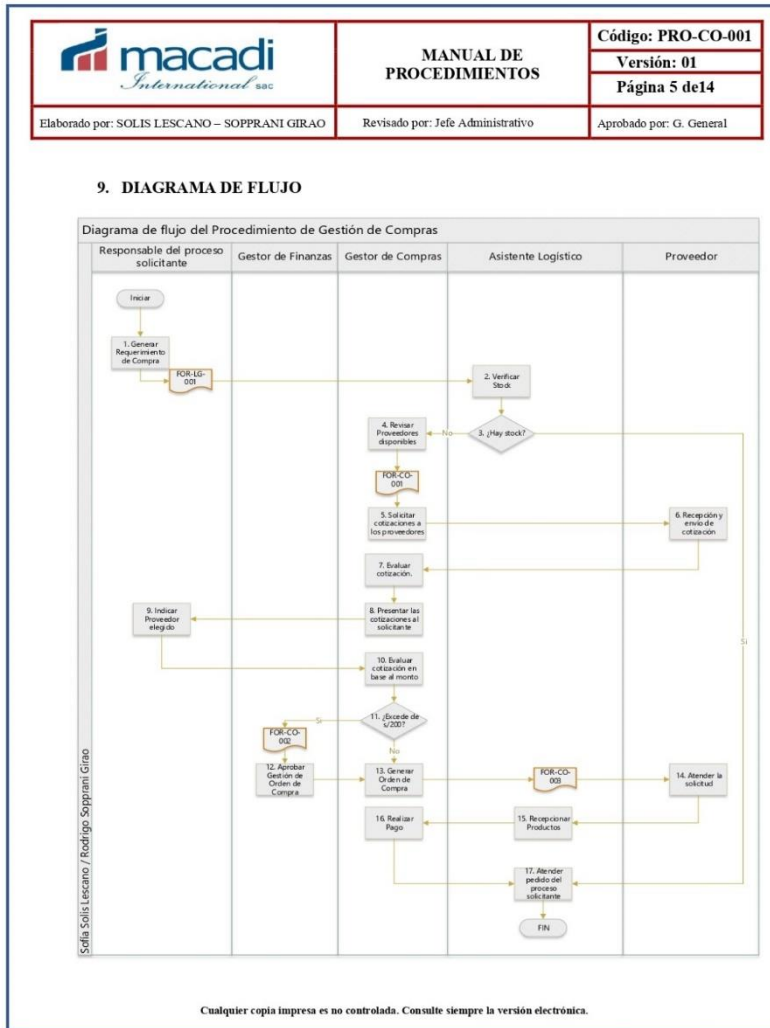 macadi
International sac
MANUAL DE
PROCEDIMIENTOS
Código: PRO-CO-001
Versión: 01
Página 5 de14
Elaborado por: SOLIS LESCANO – SOPPRANI GIRAO
Revisado por: Jefe Administrativo
Aprobado por: G. General
9. DIAGRAMA DE FLUJO
Diagrama de flujo del Procedimiento de Gestión de Compras
Responsable del proceso
solicitante
Gestor de Finanzas
Gestor de Compras
Asistente Logístico
Proveedor
Iniciar
1. Generar
Requerimiento
de Compra
FOR-LG-
001
2. Verificar
Stock
3. ¿Hay stock?
No
Si
4. Revisar
Proveedores
disponibles
FOR-CO-
001
5. Solicitar
cotizaciones a
los proveedores
6. Recepción y
envío de
cotización
7. Evaluar
cotización.
8. Presentar las
cotizaciones al
solicitante
9. Indicar
Proveedor
elegido
10. Evaluar
cotización en
base al monto
11. ¿Excede de
s/200?
Si
No
FOR-CO-
002
12. Aprobar
Gestión de
Orden de
Compra
13. Generar
Orden de
Compra
FOR-CO-
003
14. Atender la
solicitud
15. Recepcionar
Productos
16. Realizar
Pago
17. Atender
pedido del
proceso
solicitante
FIN
Sofia Solis Lescano / Rodrigo Sopprani Girao
Cualquier copia impresa es no controlada. Consulte siempre la versión electrónica.